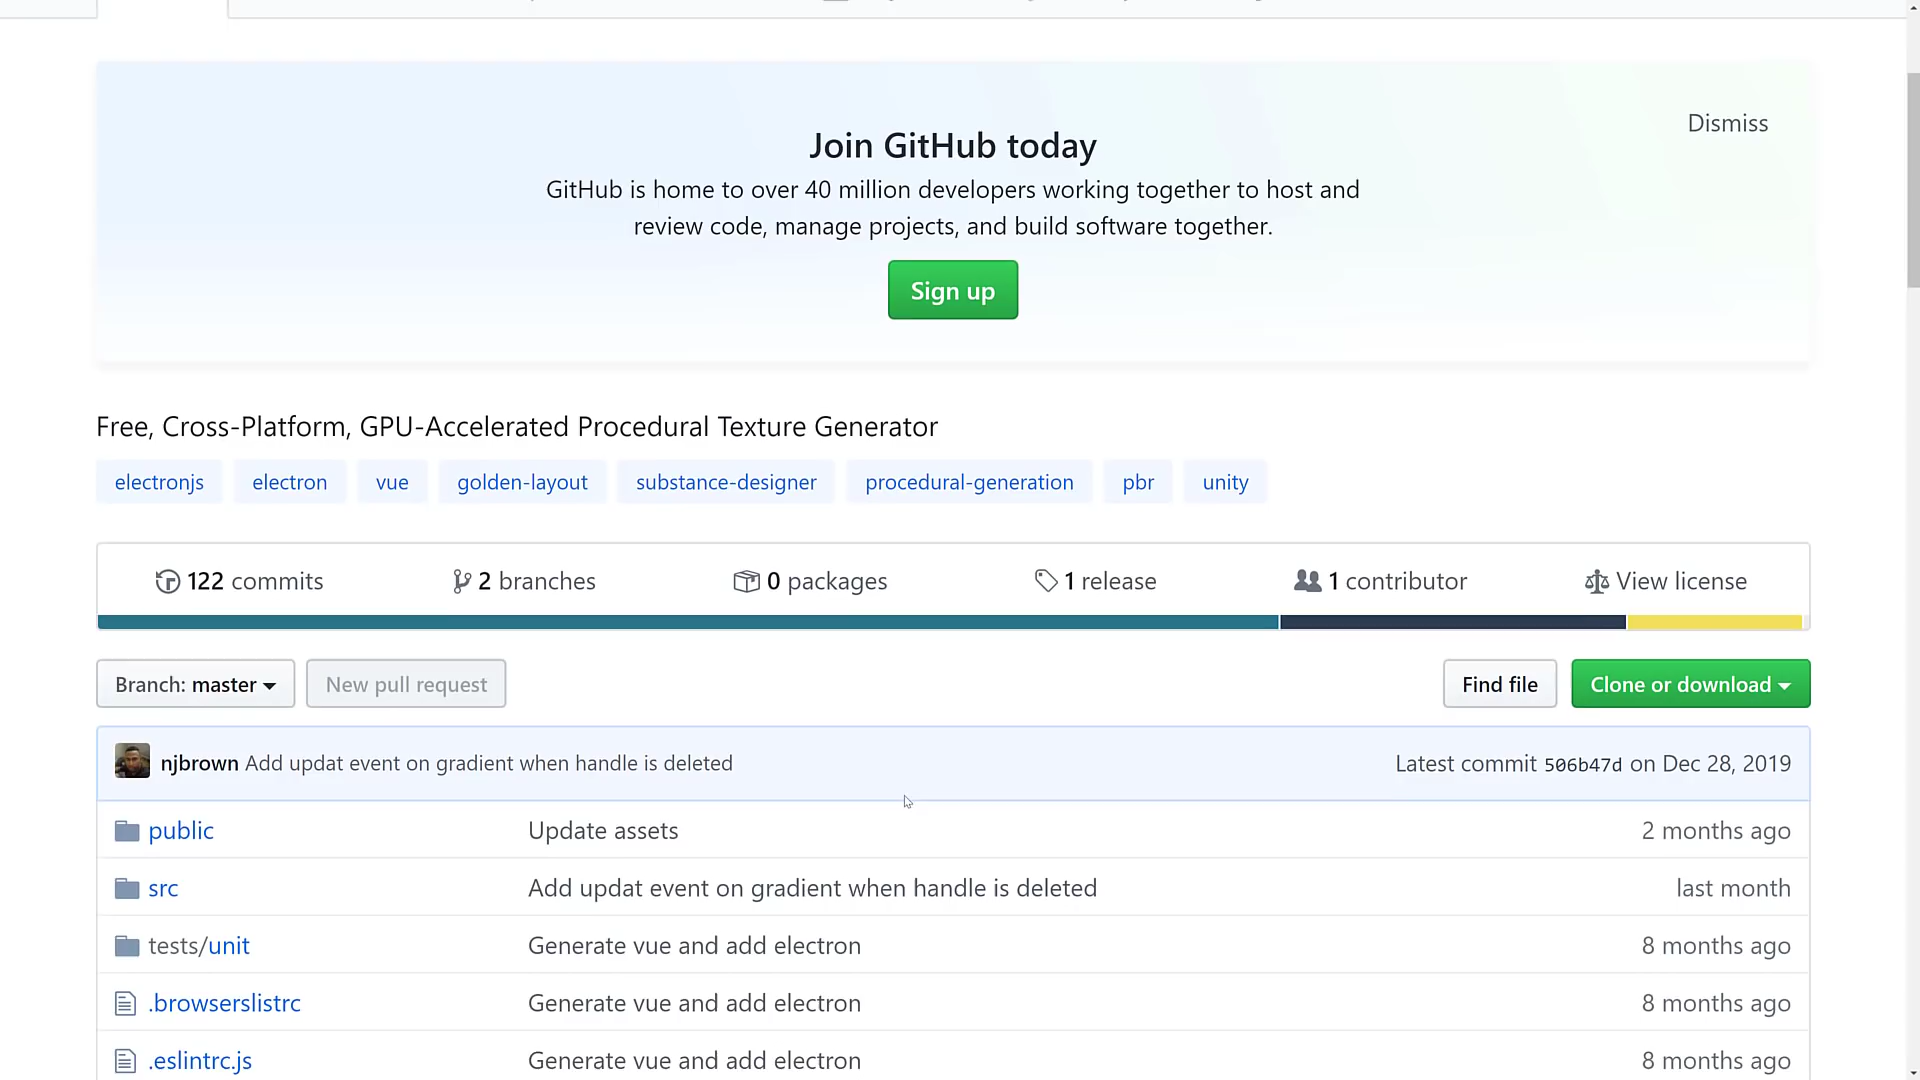 Dismiss
Join GitHub today
GitHub is home to over 40 million developers working together to host and
review code, manage projects, and build software together.
Sign up
Free, Cross-Platform, GPU-Accelerated Procedural Texture Generator
electronjs electron vue golden-layout substance-designer procedural-generation pbr unity
122 commits 2 branches 0 packages 1 release 1 contributor View license
Branch: master New pull request Find file Clone or download
njbrown Add updat event on gradient when handle is deleted Latest commit 506b47d on Dec 28, 2019
public Update assets 2 months ago
src Add updat event on gradient when handle is deleted last month
tests/unit Generate vue and add electron 8 months ago
.browserslistrc Generate vue and add electron 8 months ago
.eslintrc.js Generate vue and add electron 8 months ago